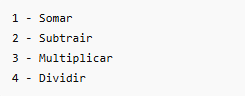 1 - Somar
2 - Subtrair
3 - Multiplicar
4 - Dividir